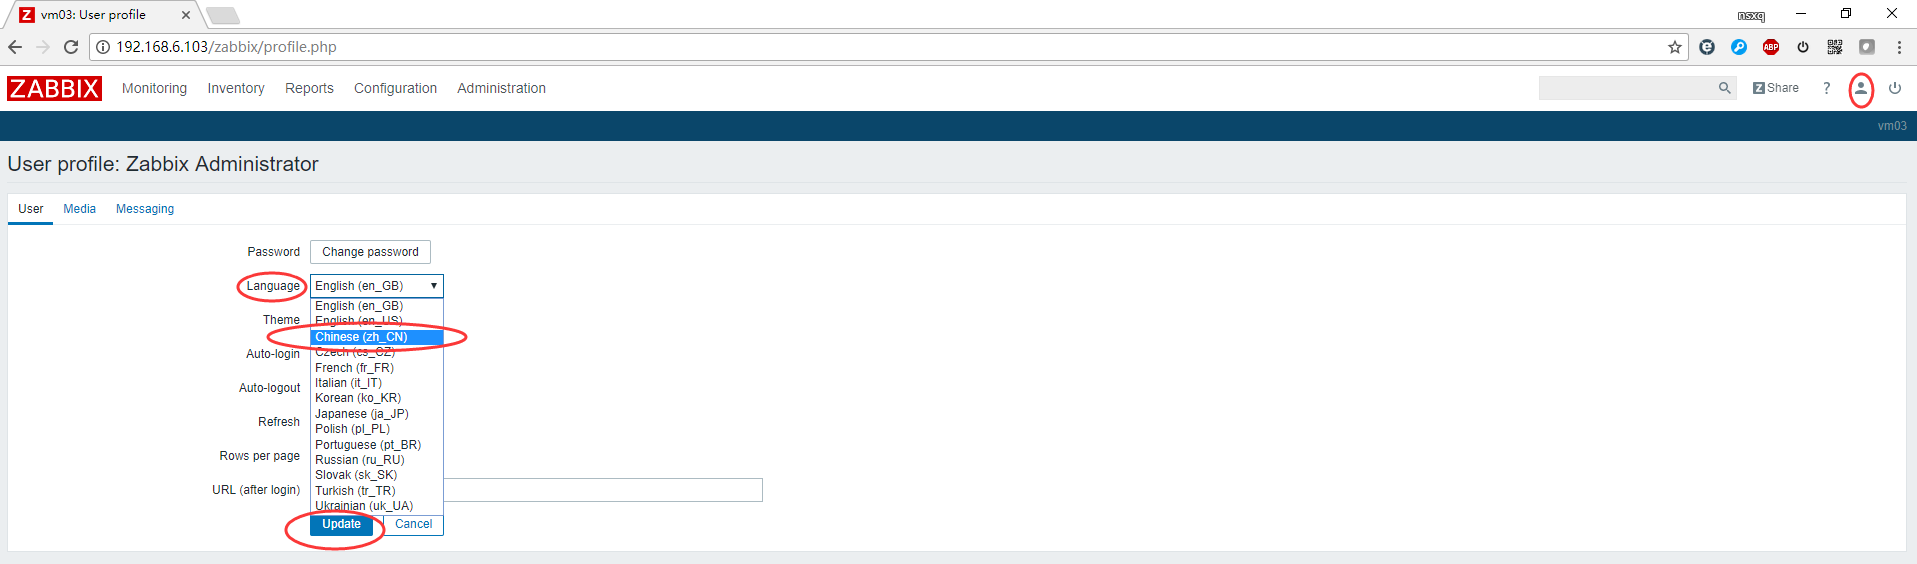 vm03: User profile
nsxq
192.168.6.103/zabbix/profile.php
ABP
ZABBIX Monitoring Inventory Reports Configuration Administration Z Share ?
vm03
User profile: Zabbix Administrator
User Media Messaging
Password Change password
Language English (en_GB)
English (en_GB)
Theme English (en_US)
Chinese (zh_CN)
Auto-login Czech (cs_CZ)
French (fr_FR)
Italian (it_IT)
Auto-logout
Korean (ko_KR)
Japanese (ja_JP)
Refresh Polish (pl_PL)
Portuguese (pt_BR)
Rows per page Russian (ru_RU)
Slovak (sk_SK)
URL (after login) Turkish (tr_TR)
Ukrainian (uk_UA)
Update Cancel